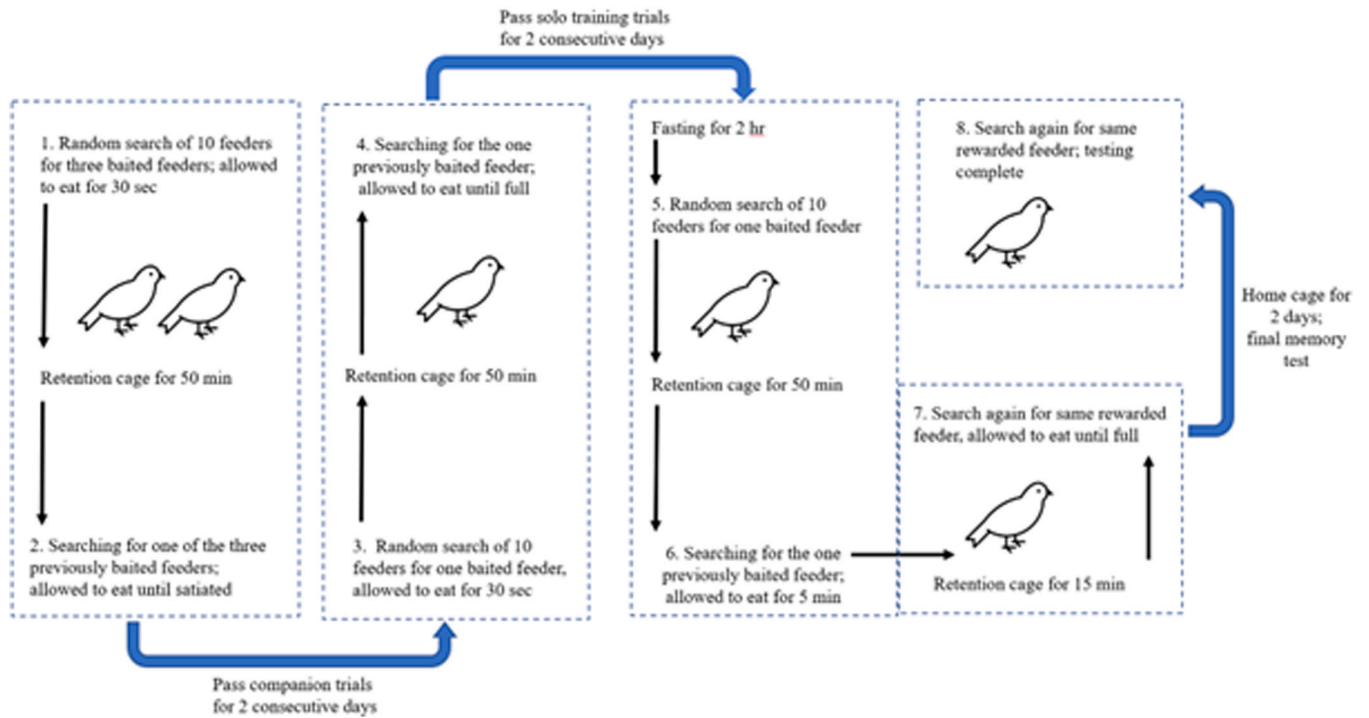 Pass solo training trials
for 2 consecutive days
1. Random search of 10 feeders
for three baited feeders; allowed
to eat for 30 sec
Retention cage for 50 min
2. Searching for one of the three
previously baited feeders;
allowed to eat until satiated
Pass companion trials
for 2 consecutive days
4. Searching for the one
previously baited feeder;
allowed to eat until full
Retention cage for 50 min
3. Random search of 10
feeders for one baited feeder,
allowed to eat for 30 sec
Fasting for 2 hr
5. Random search of 10
feeders for one baited feeder
Retention cage for 50 min
6. Searching for the one
previously baited feeder;
allowed to eat for 5 min
8. Search again for same
rewarded feeder; testing
complete
7. Search again for same rewarded
feeder, allowed to eat until full
Retention cage for 15 min
Home cage for
2 days;
final memory
test